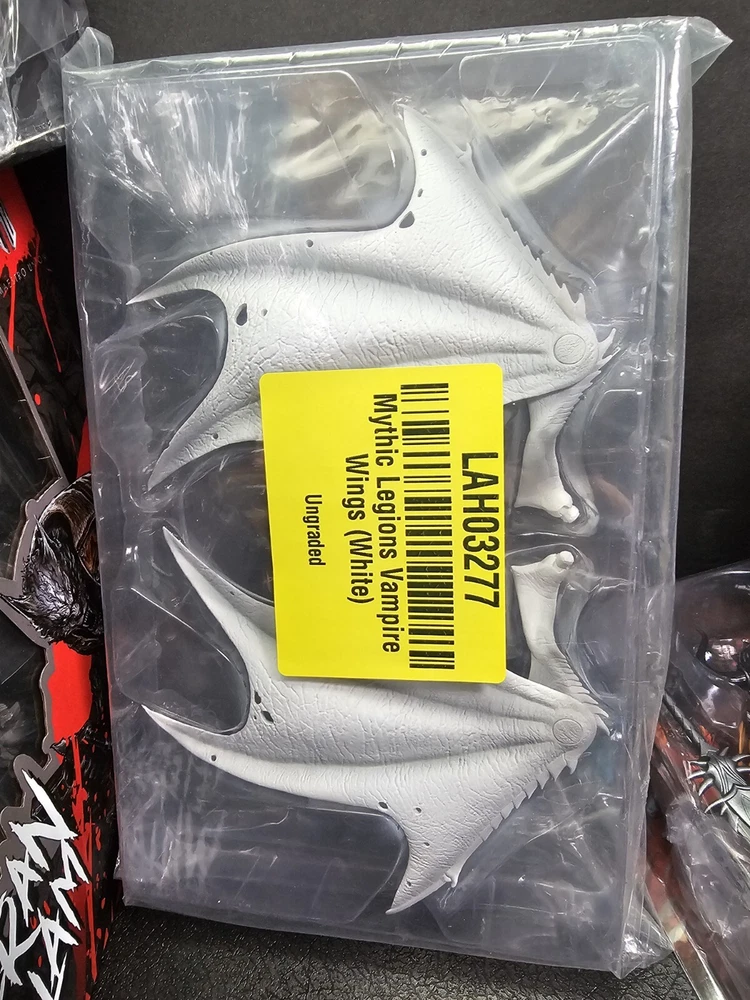 LAH03277
Mythic Legions Vampire
Wings (White)
Ungraded